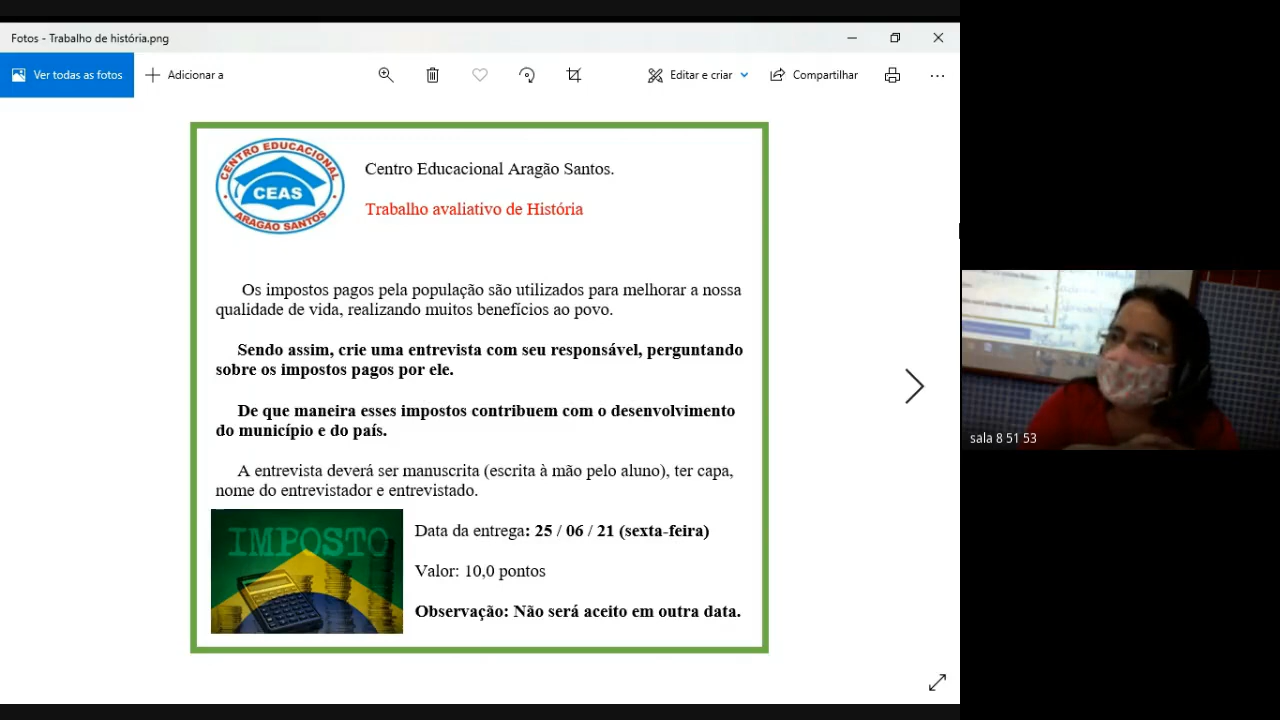 Fotos - Trabalho de história.png
Ver todas as fotos
Adicionar a
Editar e criar
Compartilhar
CENTRO EDUCACIONAL
CEAS
ARAGÃO SANTOS
Centro Educacional Aragão Santos.
Trabalho avaliativo de História
Os impostos pagos pela população são utilizados para melhorar a nossa
qualidade de vida, realizando muitos benefícios ao povo.
Sendo assim, crie uma entrevista com seu responsável, perguntando
sobre os impostos pagos por ele.
De que maneira esses impostos contribuem com o desenvolvimento
do município e do país.
A entrevista deverá ser manuscrita (escrita à mão pelo aluno), ter capa,
nome do entrevistador e entrevistado.
IMPOSTO
Data da entrega: 25 / 06 / 21 (sexta-feira)
Valor: 10,0 pontos
Observação: Não será aceito em outra data.
sala 8 51 53